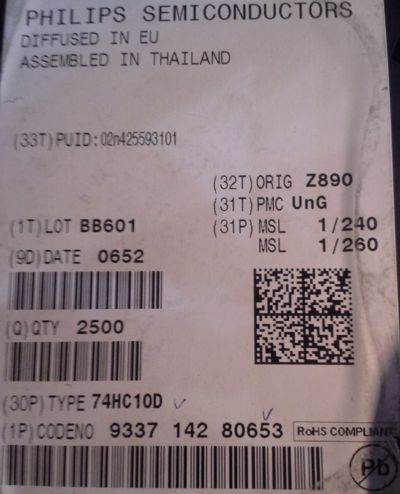 PHILIPS SEMICONDUCTORS
DIFFUSED IN EU
ASSEMBLED IN THAILAND
(33T)PUID:02n425593101
(32T)ORIG Z890
(31T)PMC UnG
(1T)LOT BB601 (31P)MSL 1/240
MSL 1/260
(9D)DATE 0652
(Q)QTY 2500
(30P)TYPE 74HC10D
(1P)CODENO 9337 142 80653 RoHS COMPLIANT
Pb